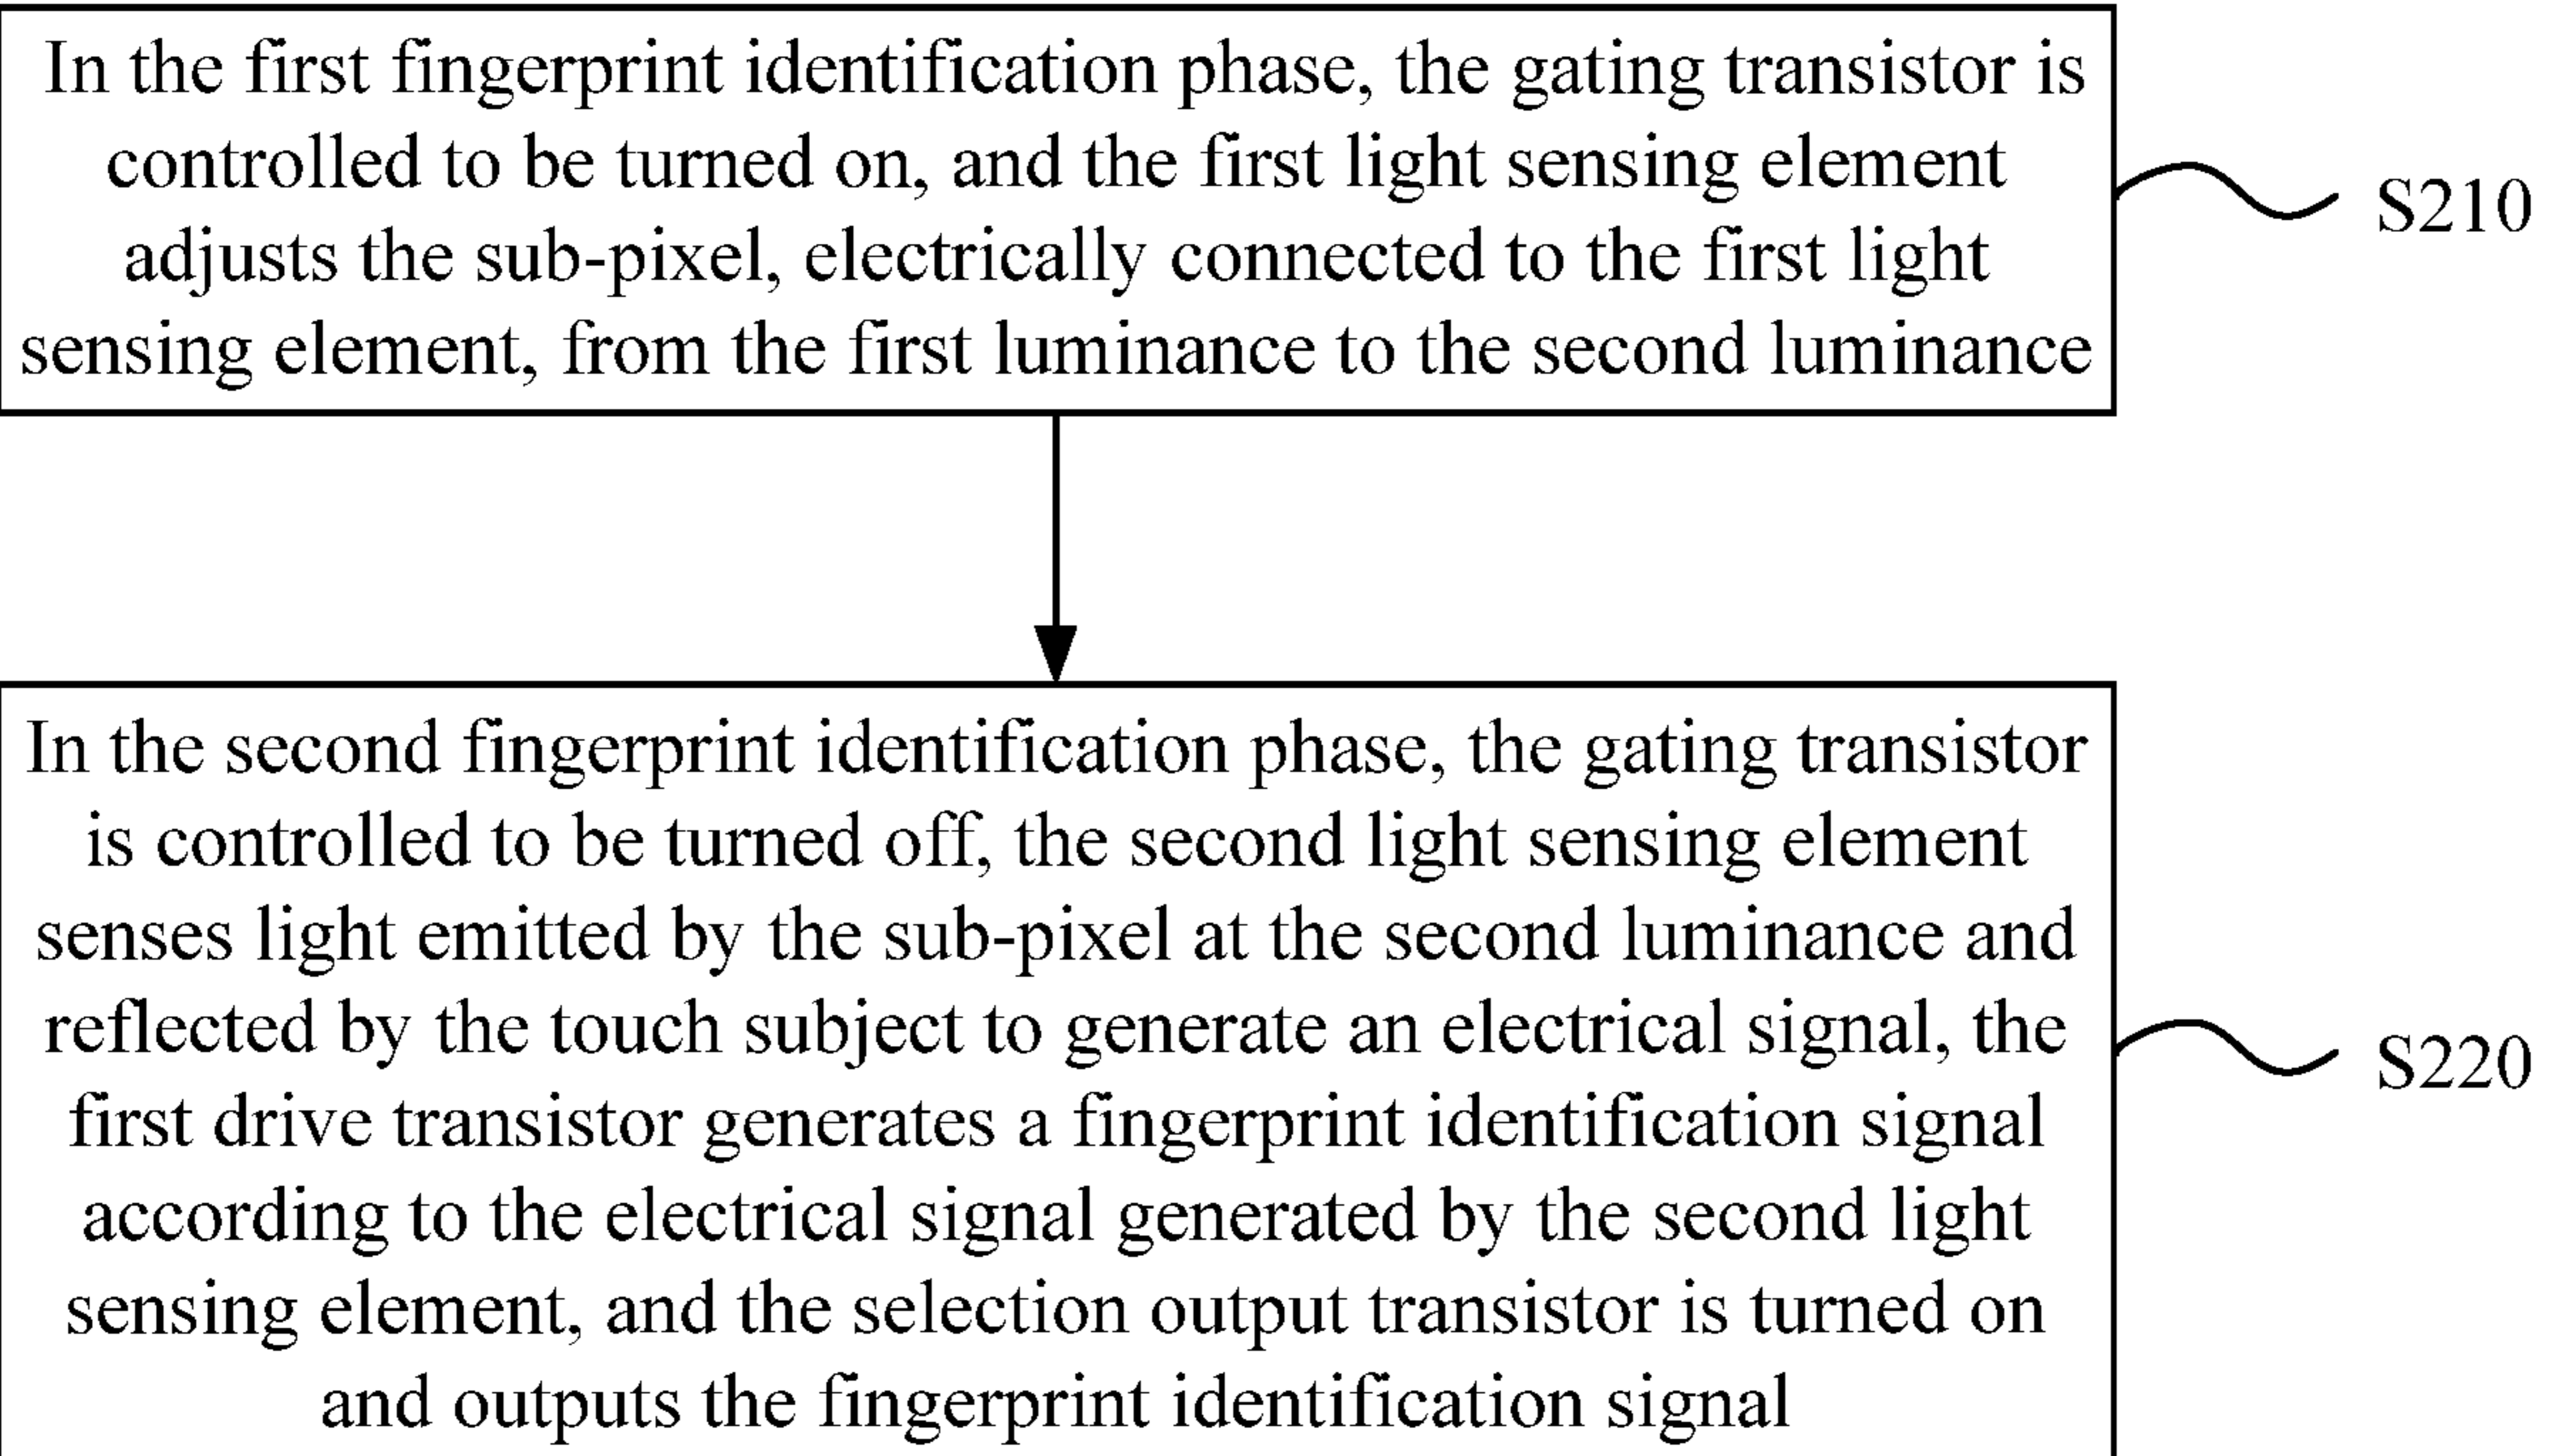 In the first fingerprint identification phase, the gating transistor is
controlled to be turned on, and the first light sensing element
adjusts the sub-pixel, electrically connected to the first light
sensing element, from the first luminance to the second luminance
S210
In the second fingerprint identification phase, the gating transistor
is controlled to be turned off, the second light sensing element
senses light emitted by the sub-pixel at the second luminance and
reflected by the touch subject to generate an electrical signal, the
first drive transistor generates a fingerprint identification signal
according to the electrical signal generated by the second light
sensing element, and the selection output transistor is turned on
and outputs the fingerprint identification signal
S220